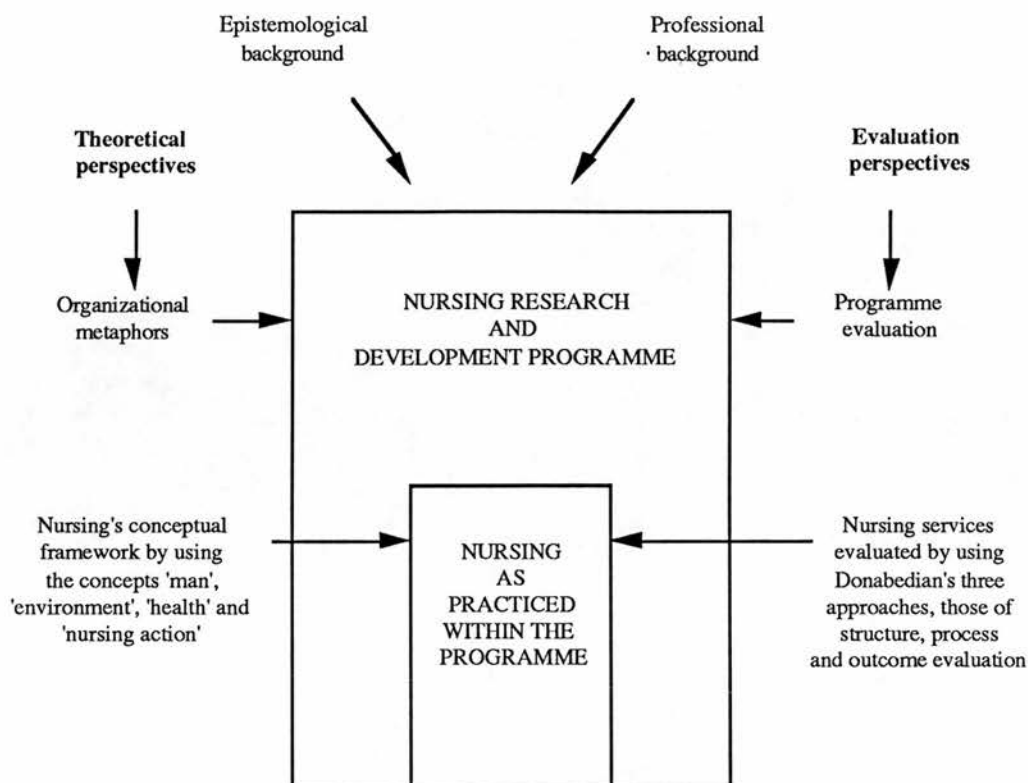 Epistemological
background
Professional
· background
Theoretical
perspectives
Evaluation
perspectives
Organizational
metaphors
NURSING RESEARCH
AND
DEVELOPMENT PROGRAMME
Programme
evaluation
Nursing's conceptual
framework by using
the concepts 'man',
'environment', 'health' and
'nursing action'
NURSING
AS
PRACTICED
WITHIN THE
PROGRAMME
Nursing services
evaluated by using
Donabedian's three
approaches, those of
structure, process
and outcome evaluation